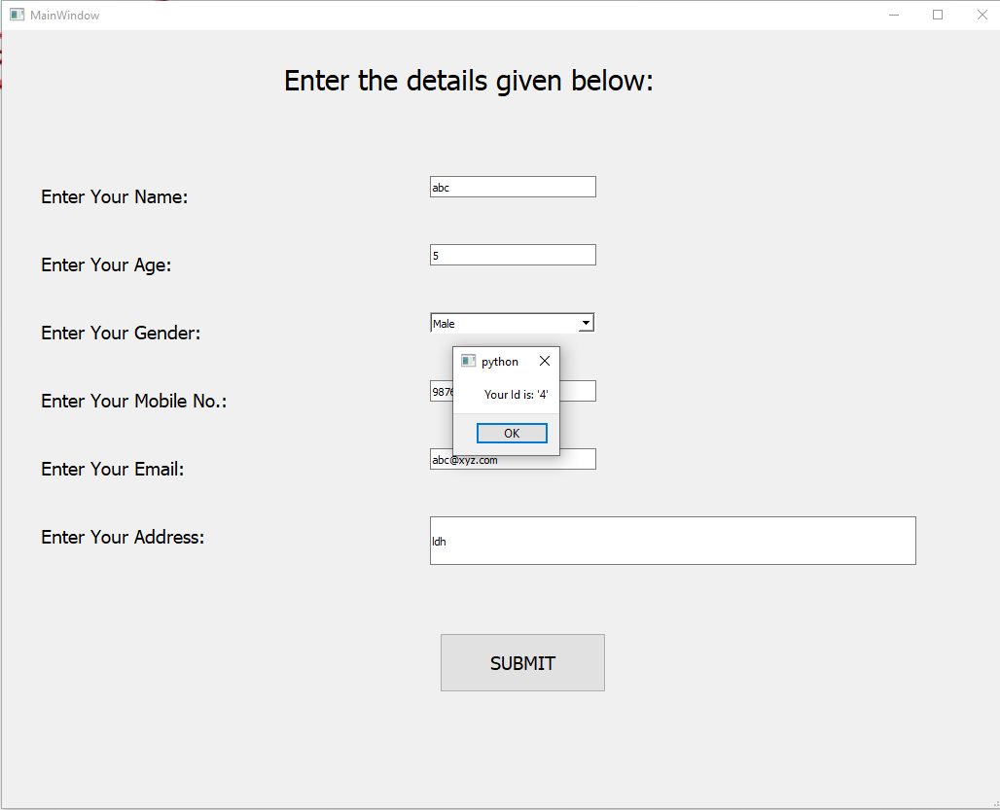 MainWindow
Enter the details given below:
Enter Your Name:
abc
Enter Your Age:
5
Enter Your Gender:
Male
python
Your Id is: '4'
OK
Enter Your Mobile No.:
Enter Your Email:
abc@xyz.com
Enter Your Address:
ldh
SUBMIT